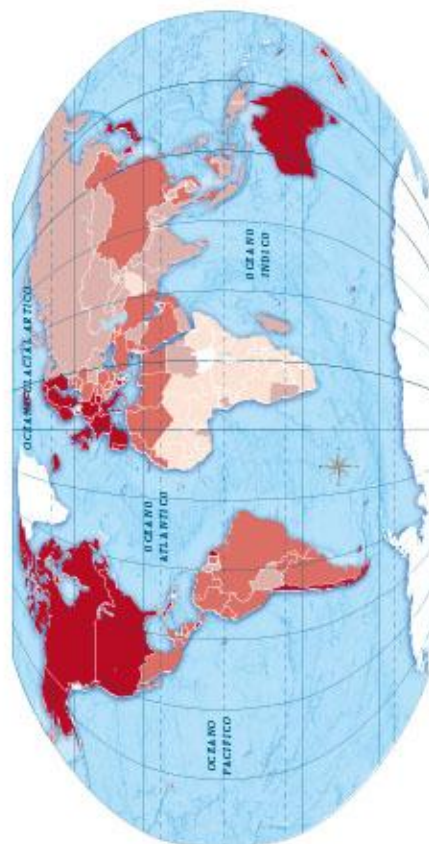 OCEANO GLACIAL ARTICO
OCEANO
ATLANTICO
OCEANO
PACIFICO
OCEANO
INDICO